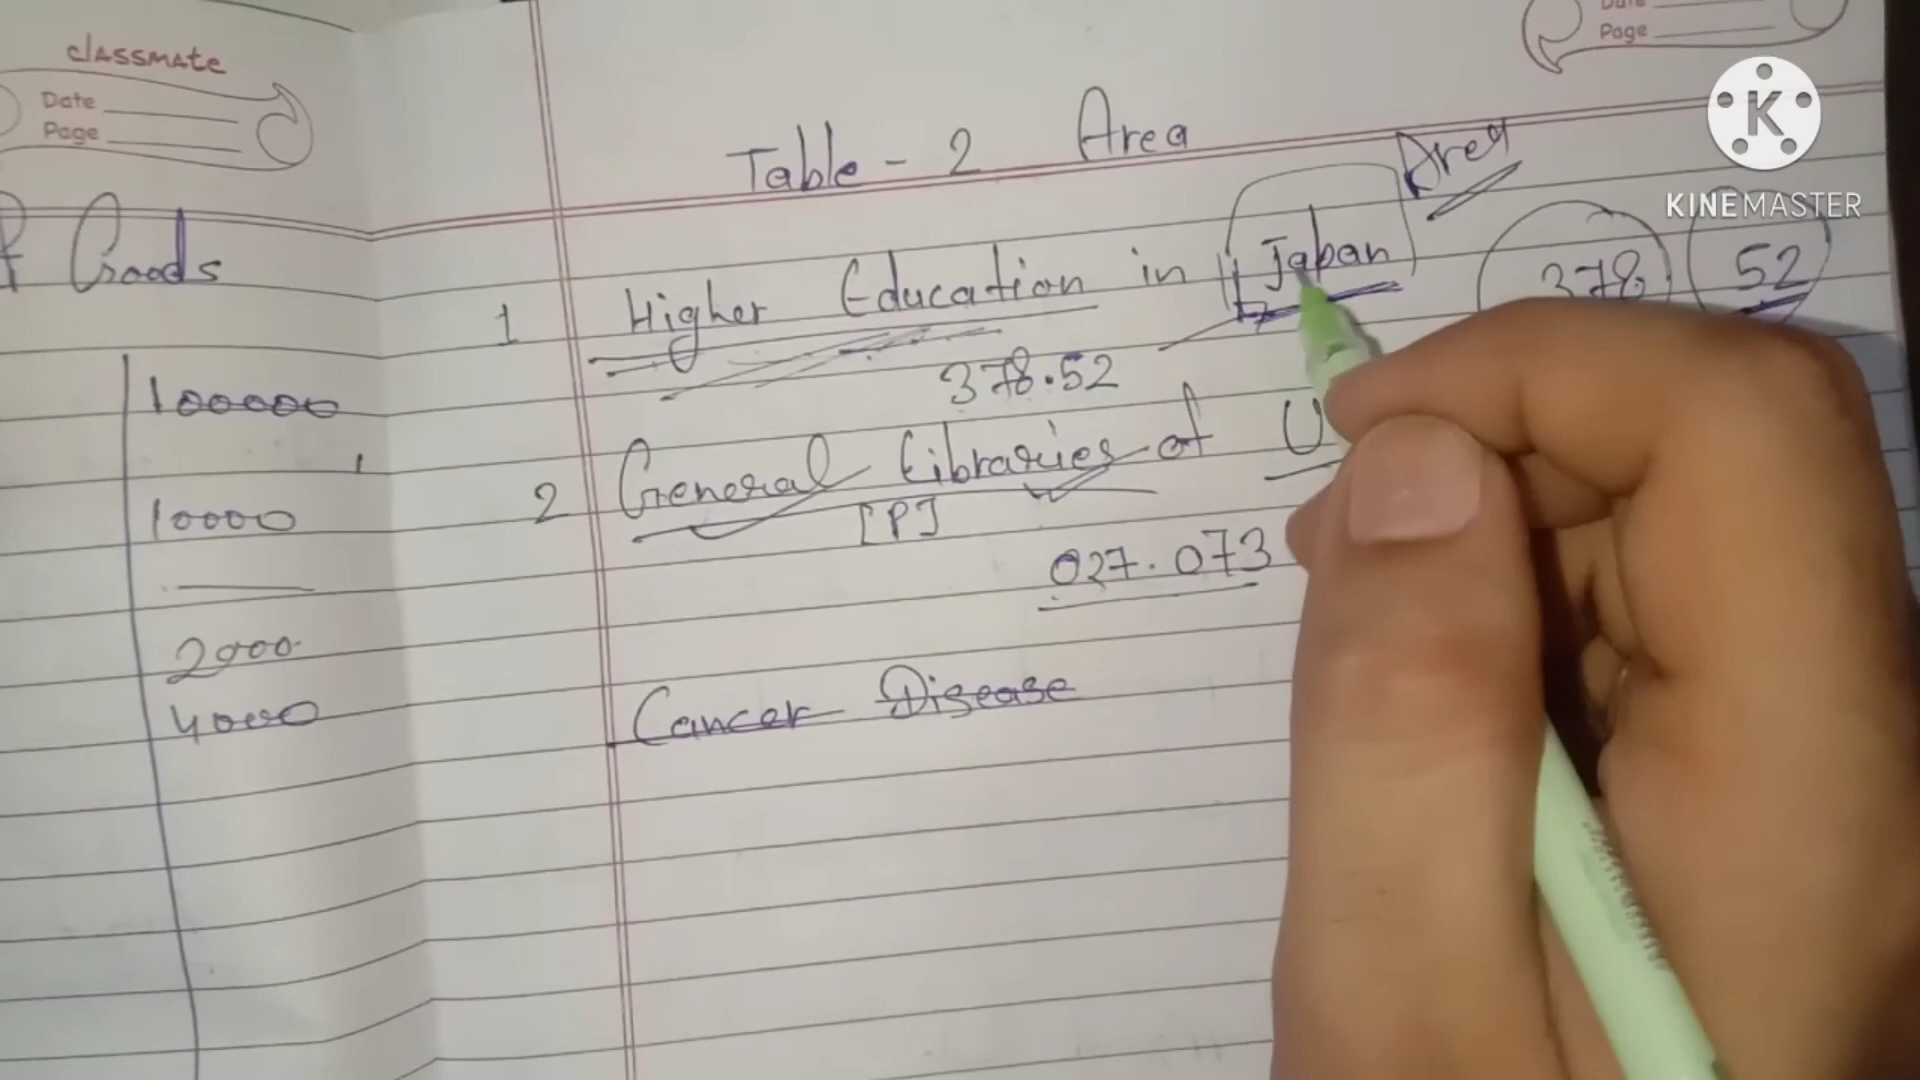 classmate
Date
Page
Date
Page
KINEMASTER
Goods
100000
10000
2000
4000
Table - 2 Area
Area
1 Higher Education in Japan 378 52
378.52
2 General Libraries of U
[P]
027.073
Cancer Disease